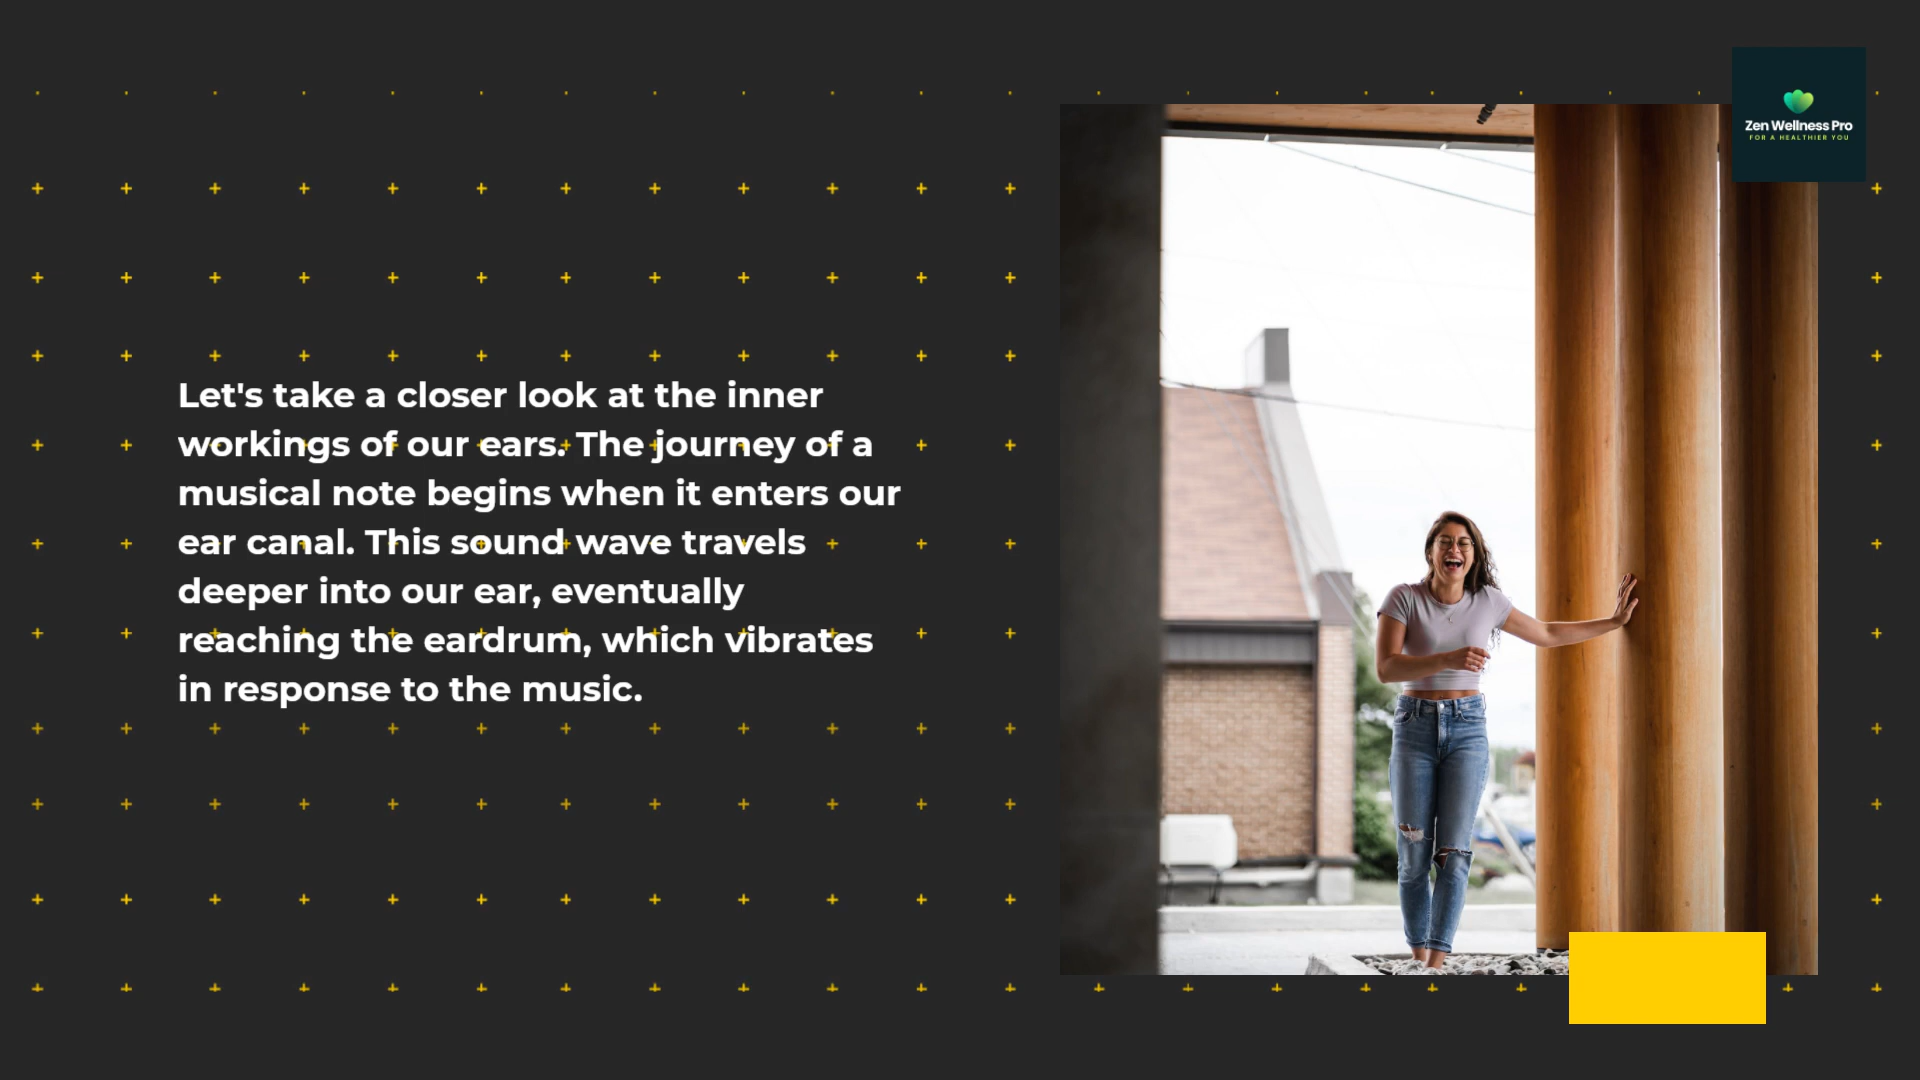 Zen Wellness Pro
FOR A HEALTHIER YOU
Let's take a closer look at the inner
workings of our ears. The journey of a
musical note begins when it enters our
ear canal. This sound wave travels
deeper into our ear, eventually
reaching the eardrum, which vibrates
in response to the music.